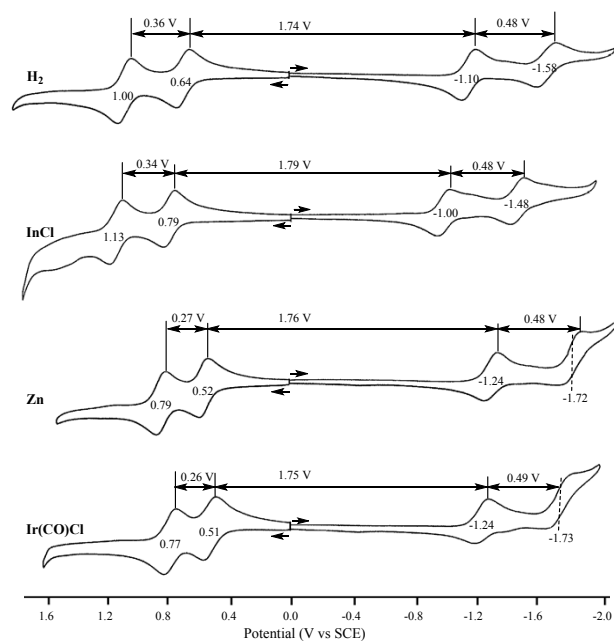 0.36 V 1.74 V 0.48 V
H2
1.00 0.64 -1.10 -1.58
0.34 V 1.79 V 0.48 V
InCl
1.13 0.79 -1.00 -1.48
0.27 V 1.76 V 0.48 V
Zn
0.79 0.52 -1.24 -1.72
0.26 V 1.75 V 0.49 V
Ir(CO)Cl
0.77 0.51 -1.24 -1.73
1.6 1.2 0.8 0.4 0.0 -0.4 -0.8 -1.2 -1.6 -2.0
Potential (V vs SCE)